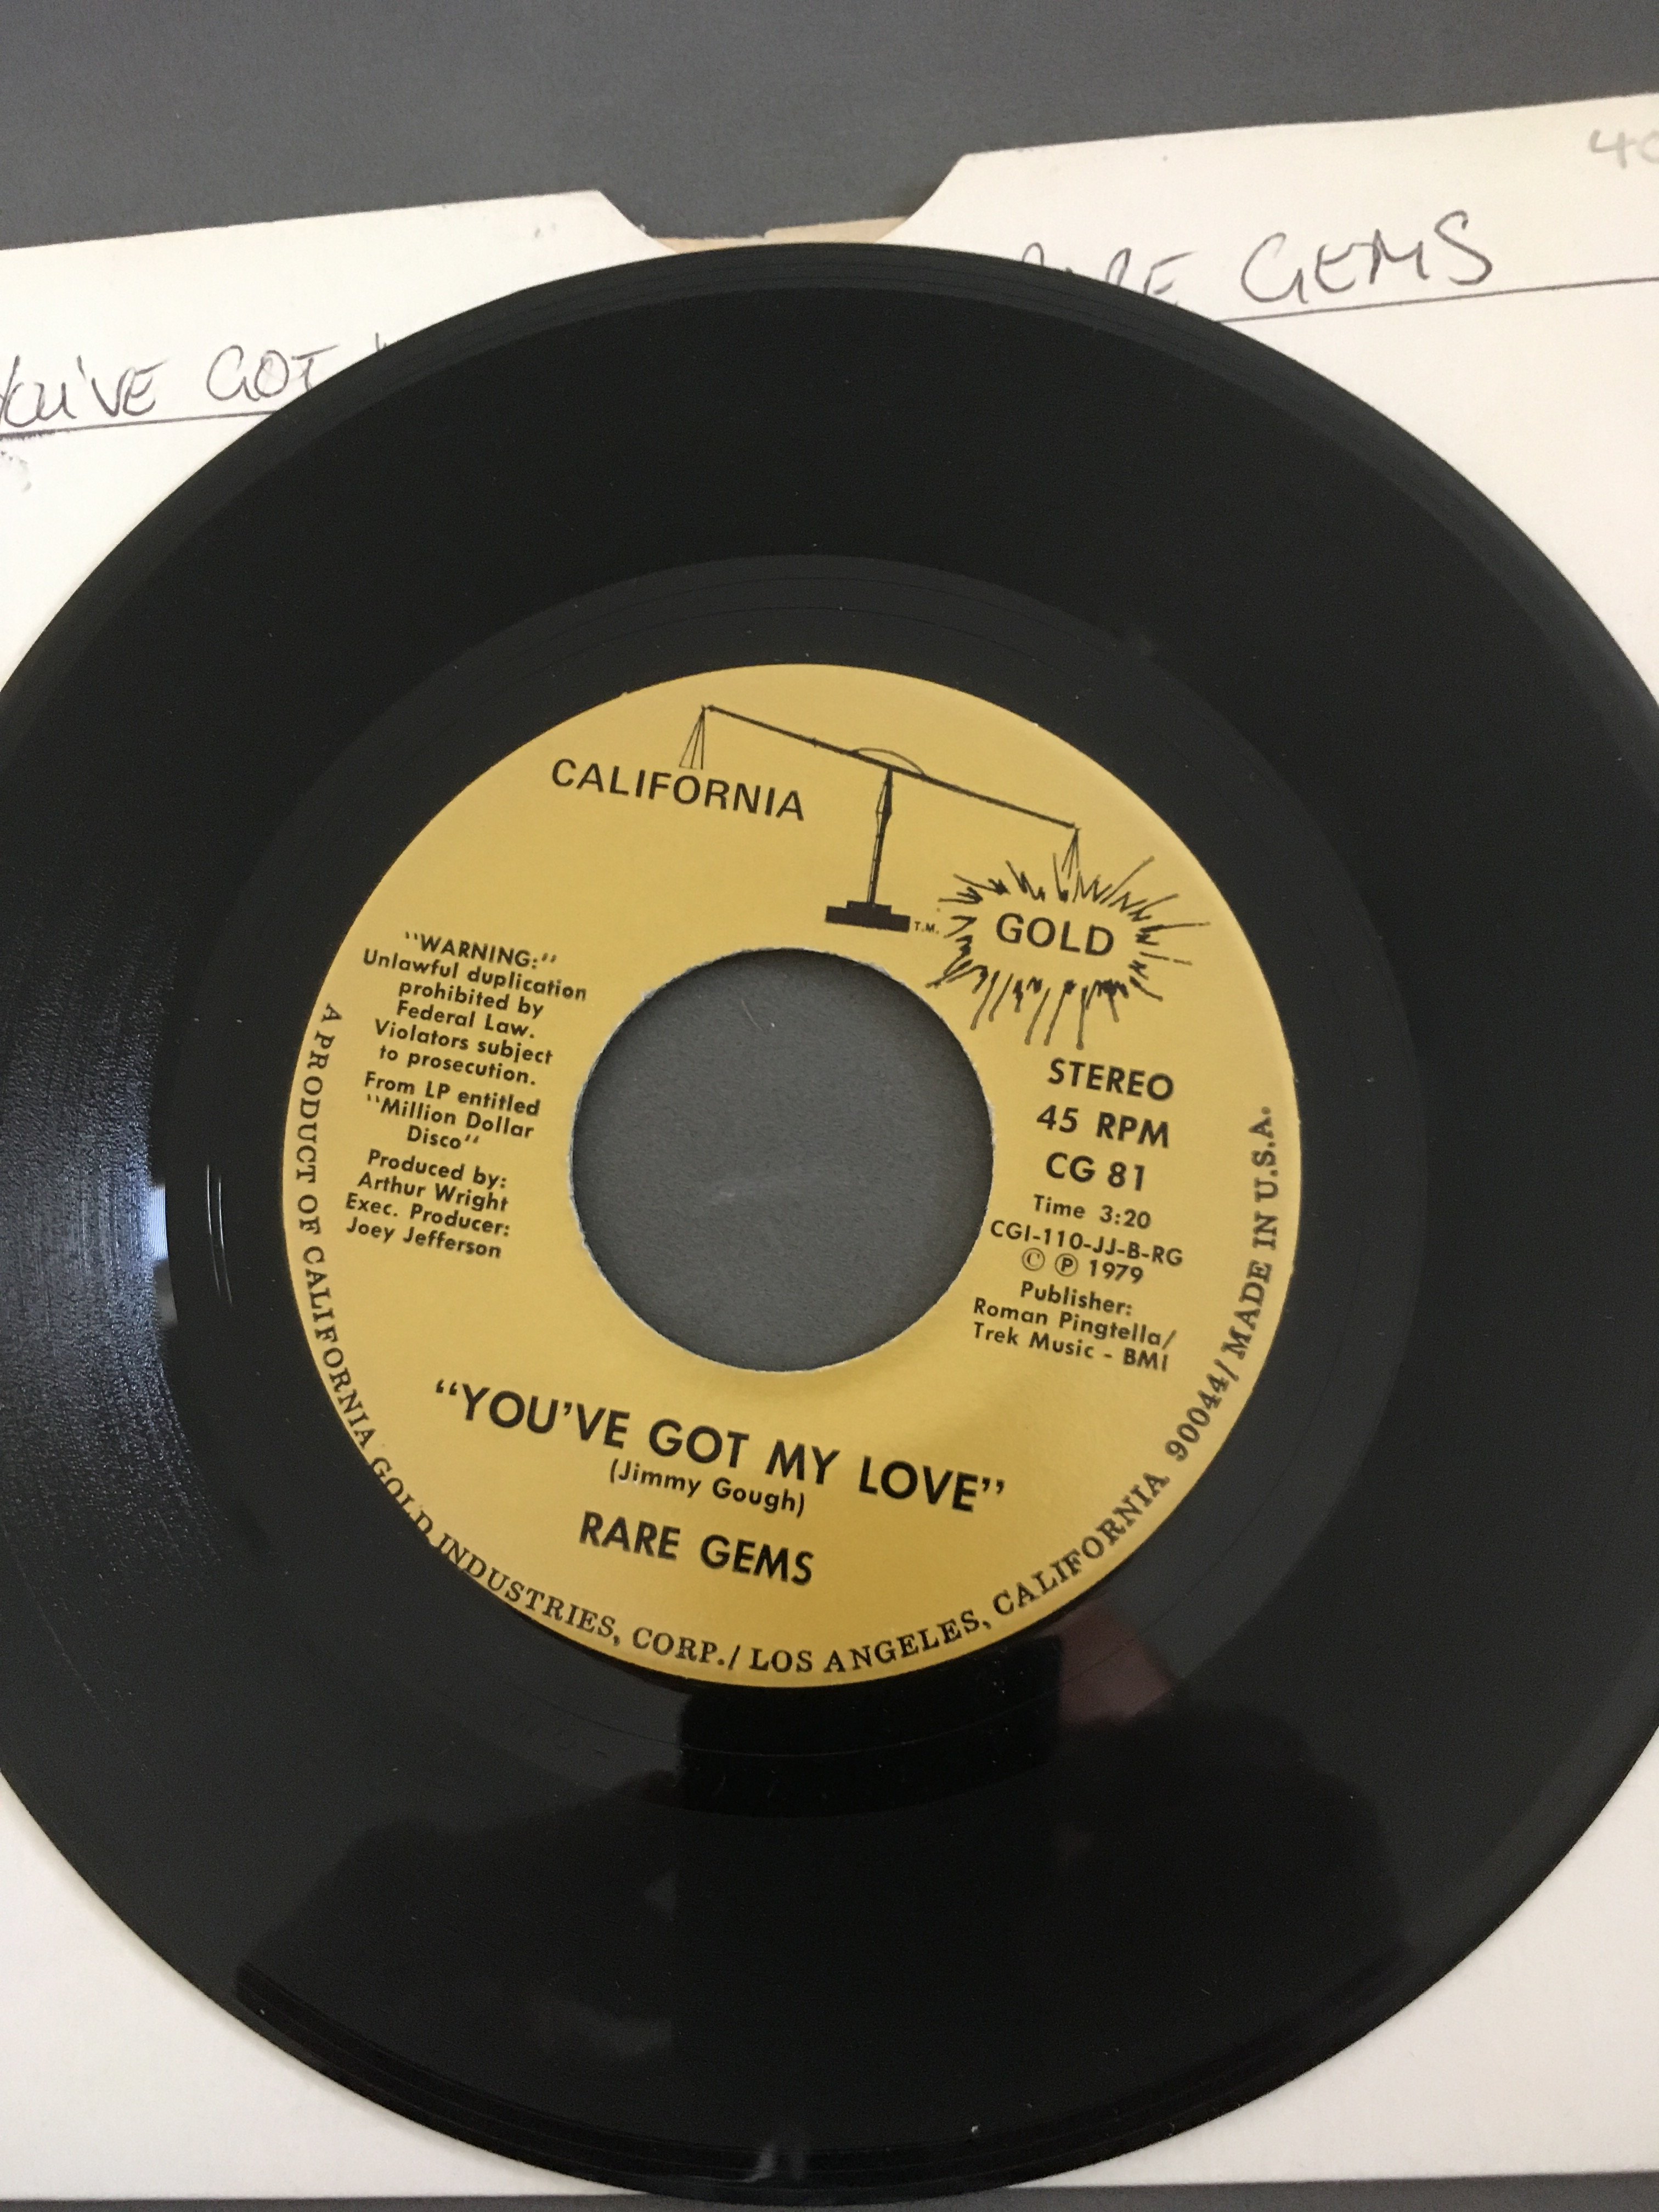 GEMS
GOT
CALIFORNIA
T.M.
GOLD
"WARNING:"
Unlawful duplication
prohibited by
Federal Law.
Violators subject
to prosecution.
From LP entitled
"Million Dollar
Disco"
Produced by:
Arthur Wright
Exec. Producer:
Joey Jefferson
STEREO
45 RPM
CG 81
Time 3:20
CGI-110-JJ-B-RG
© ℗ 1979
Publisher:
Roman Pingtella/
Trek Music - BMI
"YOU'VE GOT MY LOVE"
(Jimmy Gough)
RARE GEMS
A PRODUCT OF CALIFORNIA GOLD INDUSTRIES, CORP./ LOS ANGELES, CALIFORNIA 90044/ MADE IN U.S.A.